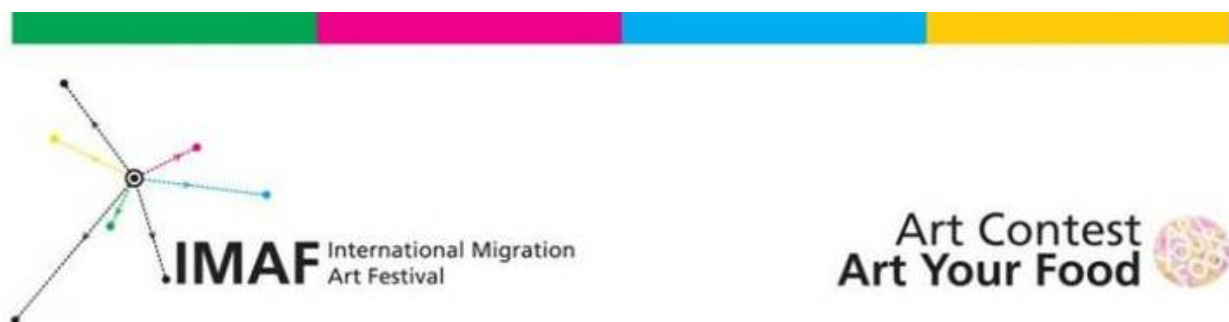 IMAF
International Migration
Art Festival
Art Contest
Art Your Food